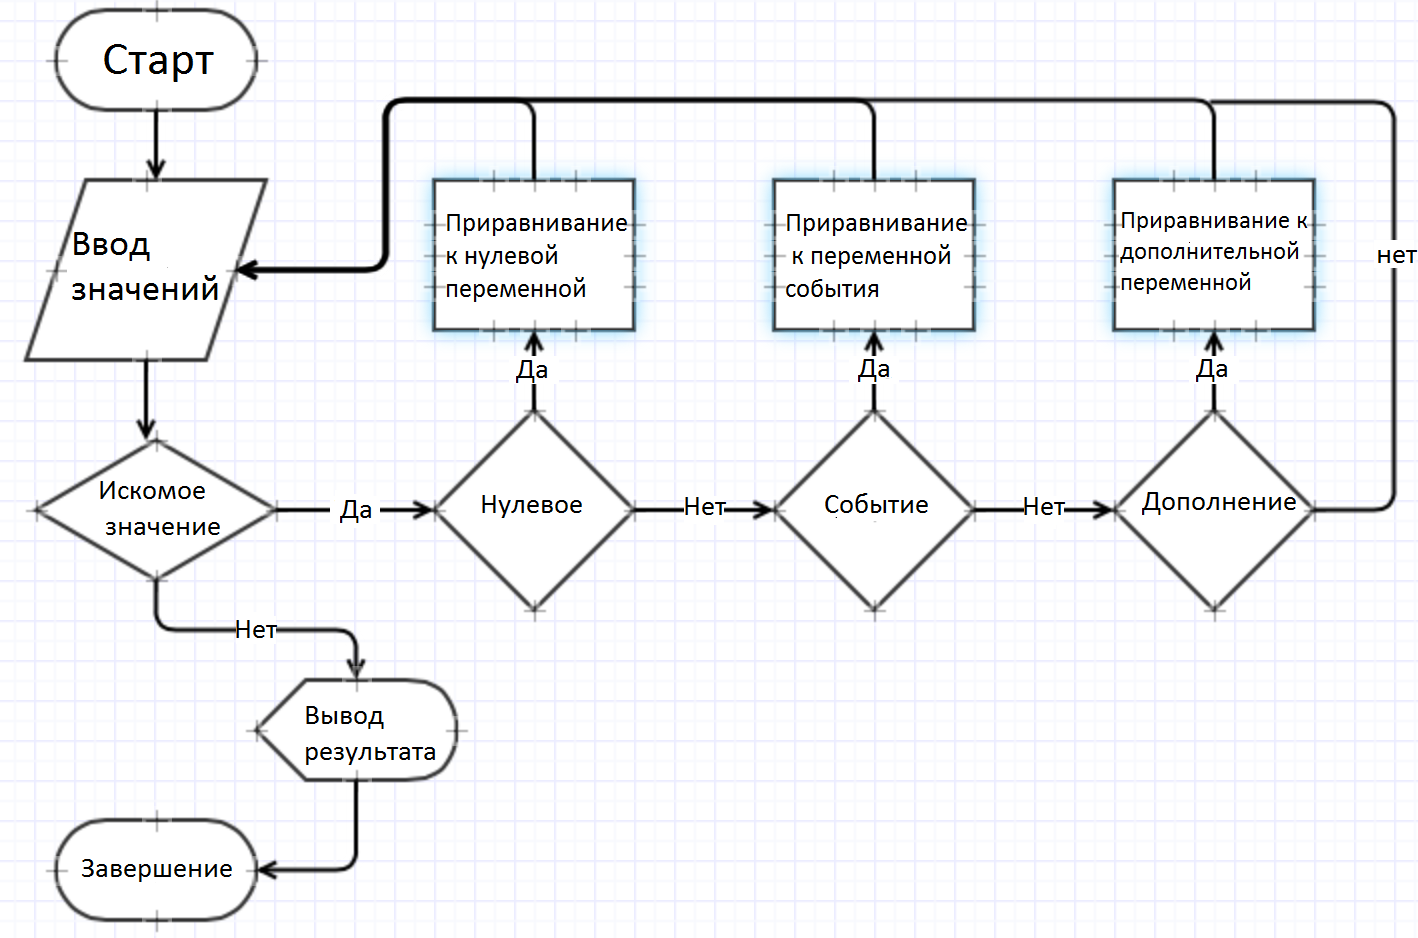 Старт
Ввод
значений
Приравнивание
к нулевой
переменной
Приравнивание
к переменной
события
Приравнивание к
дополнительной
переменной
нет
Да
Да
Да
Искомое
значение
Да
Нулевое
Нет
Событие
Нет
Дополнение
Нет
Вывод
результата
Завершение